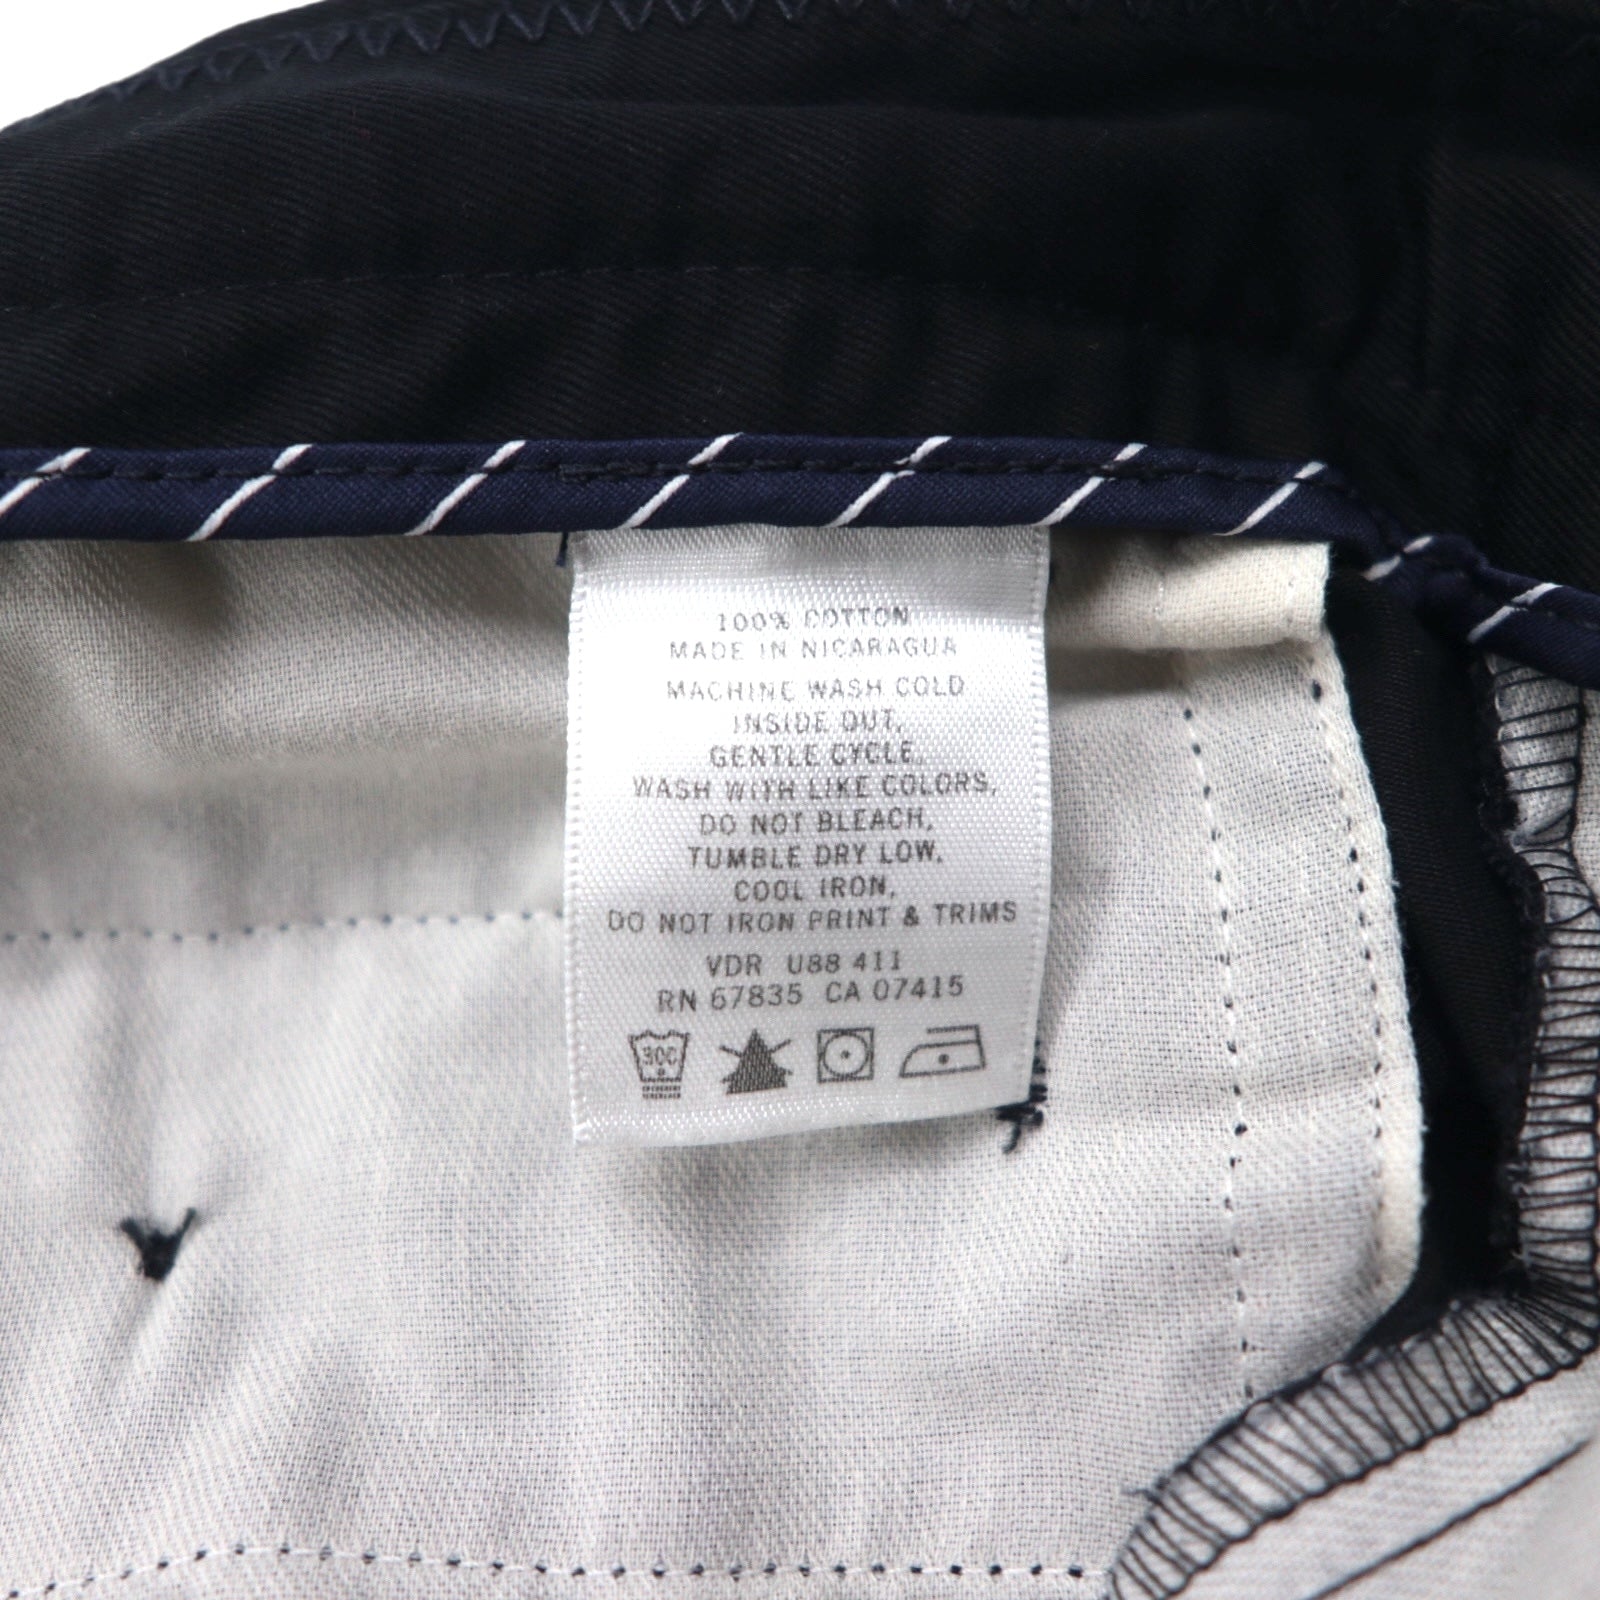 100% COTTON
MADE IN NICARAGUA
MACHINE WASH COLD
INSIDE OUT,
GENTLE CYCLE,
WASH WITH LIKE COLORS,
DO NOT BLEACH,
TUMBLE DRY LOW,
COOL IRON,
DO NOT IRON PRINT & TRIMS
VDR U88 411
RN 67835 CA 07415
30C